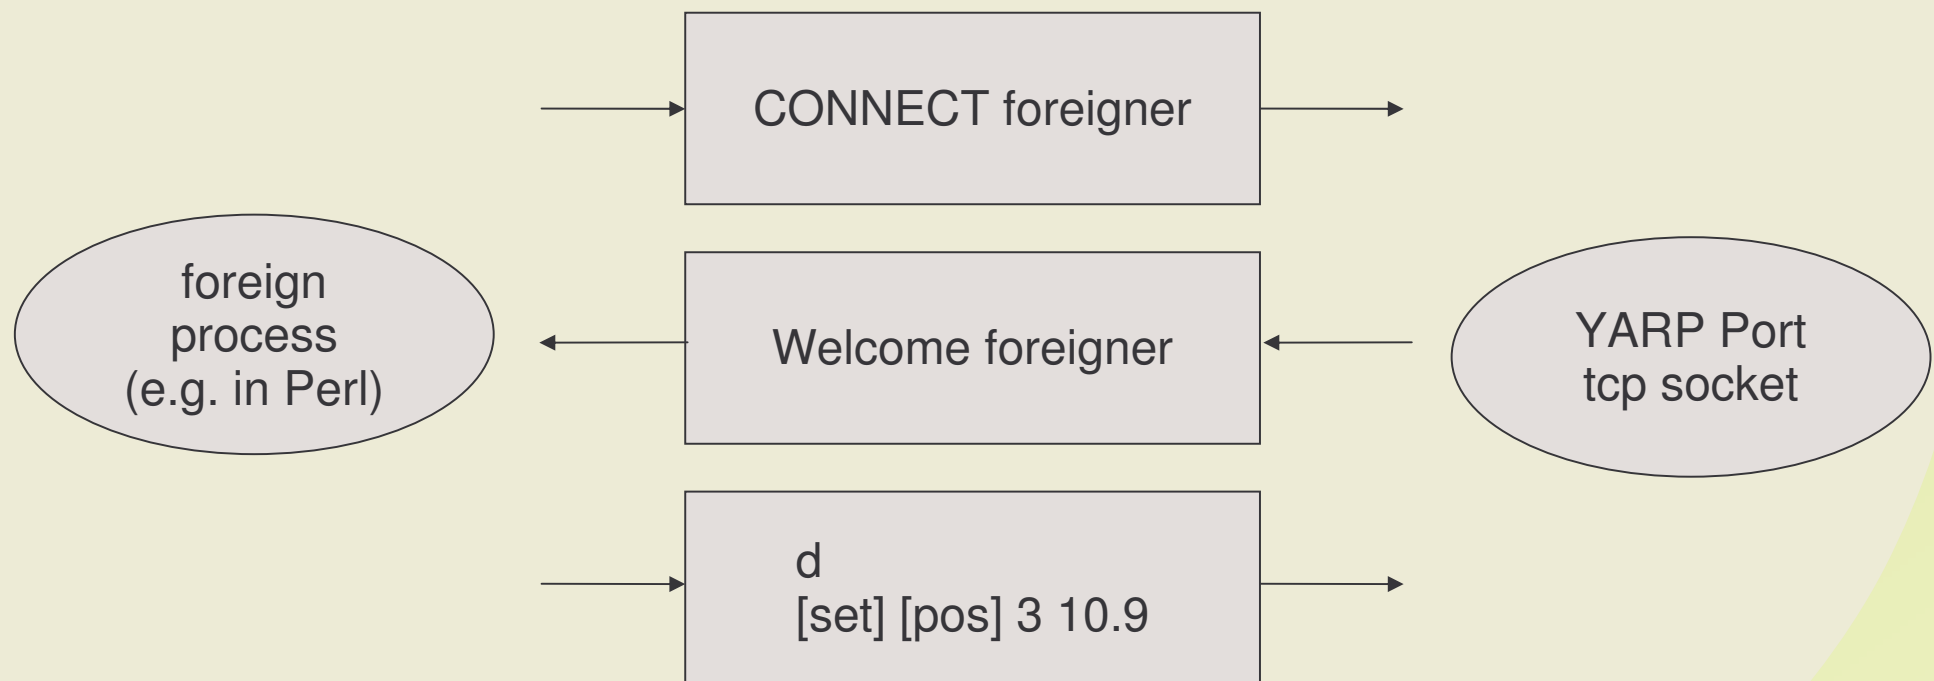 CONNECT foreigner
foreign
process
(e.g. in Perl)
Welcome foreigner
YARP Port
tcp socket
d
[set] [pos] 3 10.9